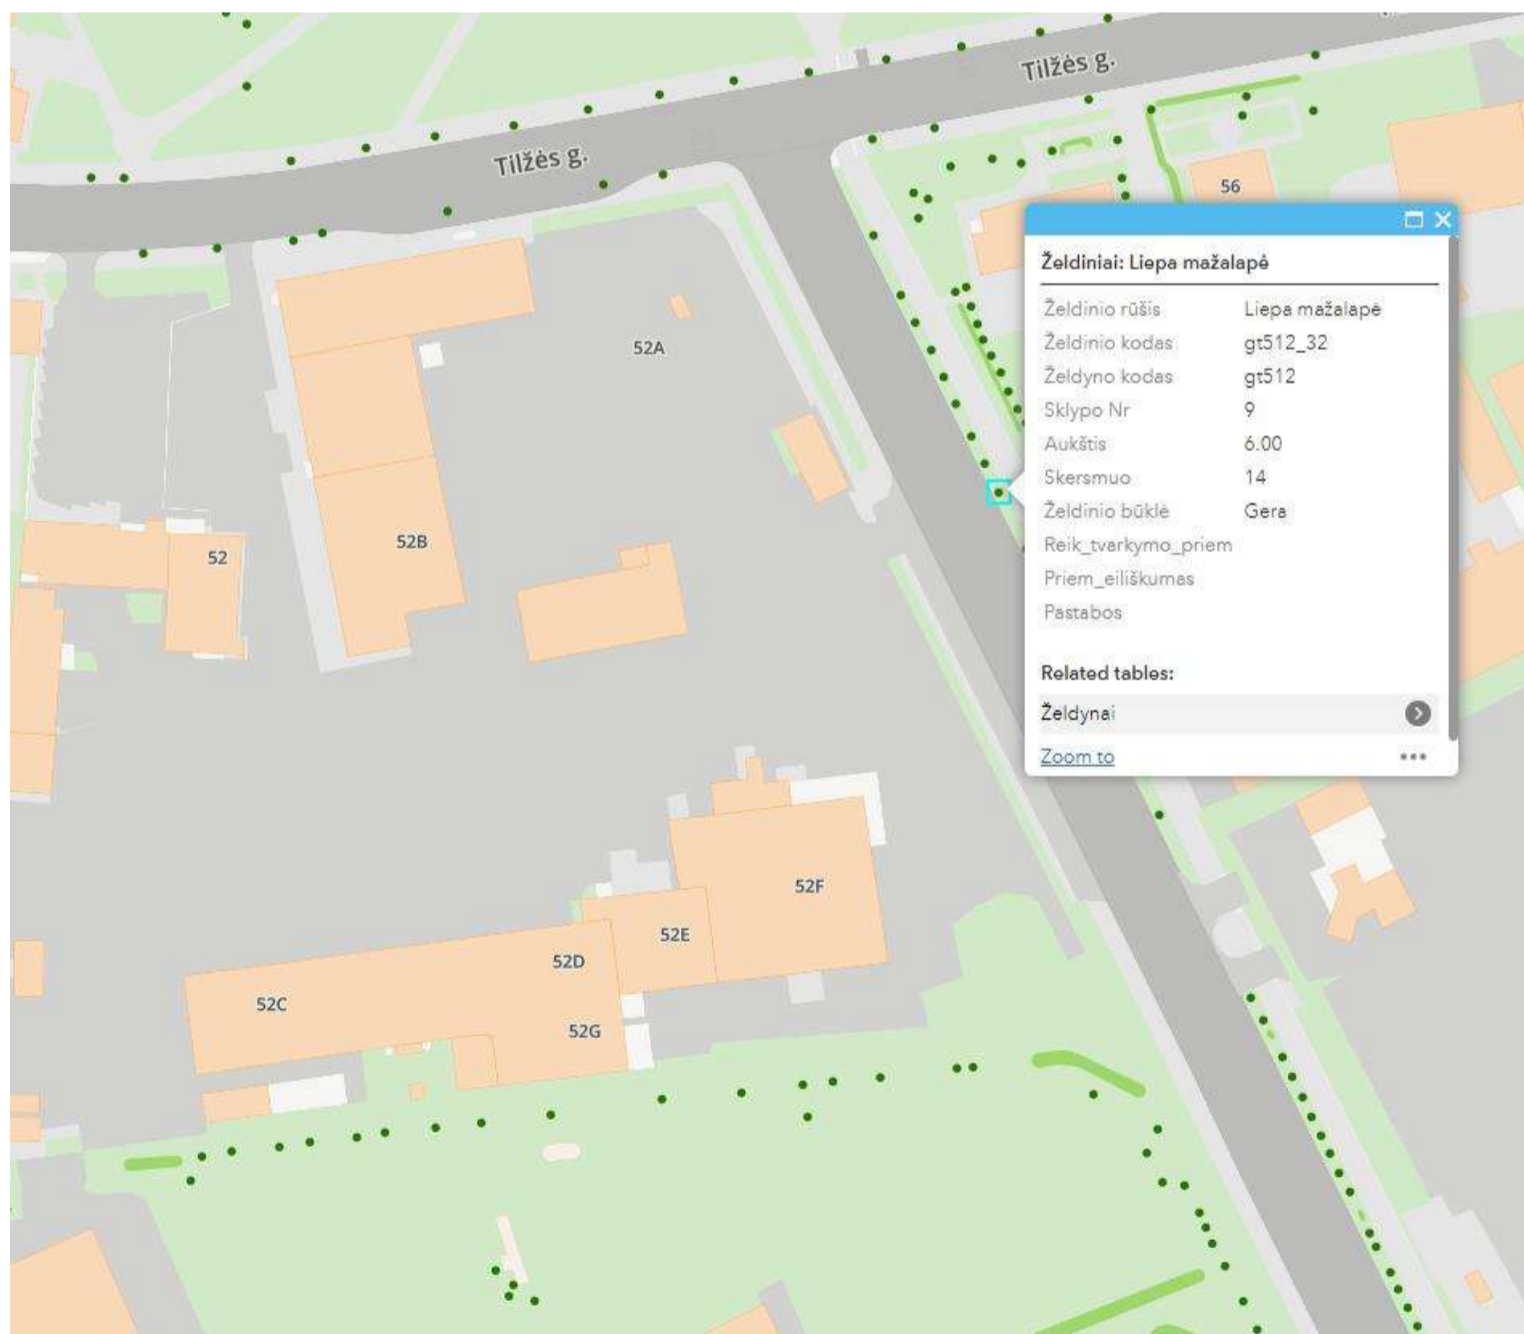 Tilžės g.
Tilžės g.
56
52A
52B
52
52F
52E
52D
52C
52G
Želdiniai: Liepa mažalapė
Želdinio rūšis Liepa mažalapė
Želdinio kodas gt512_32
Želdyno kodas gt512
Sklypo Nr 9
Aukštis 6.00
Skersmuo 14
Želdinio būklė Gera
Reik_tvarkymo_priem
Priem_eiliškumas
Pastabos
Related tables:
Želdynai
Zoom to